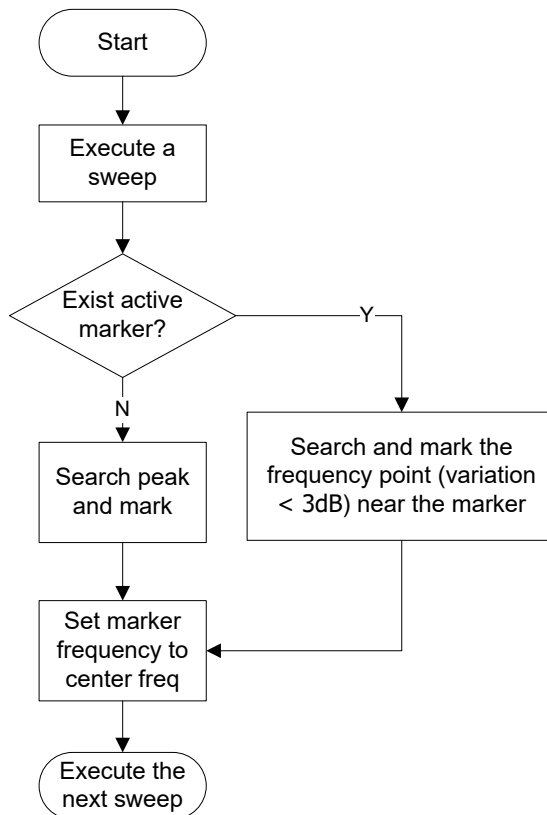 Start
Execute a
sweep
Exist active
marker?
Y
N
Search peak
and mark
Search and mark the
frequency point (variation
< 3dB) near the marker
Set marker
frequency to
center freq
Execute the
next sweep